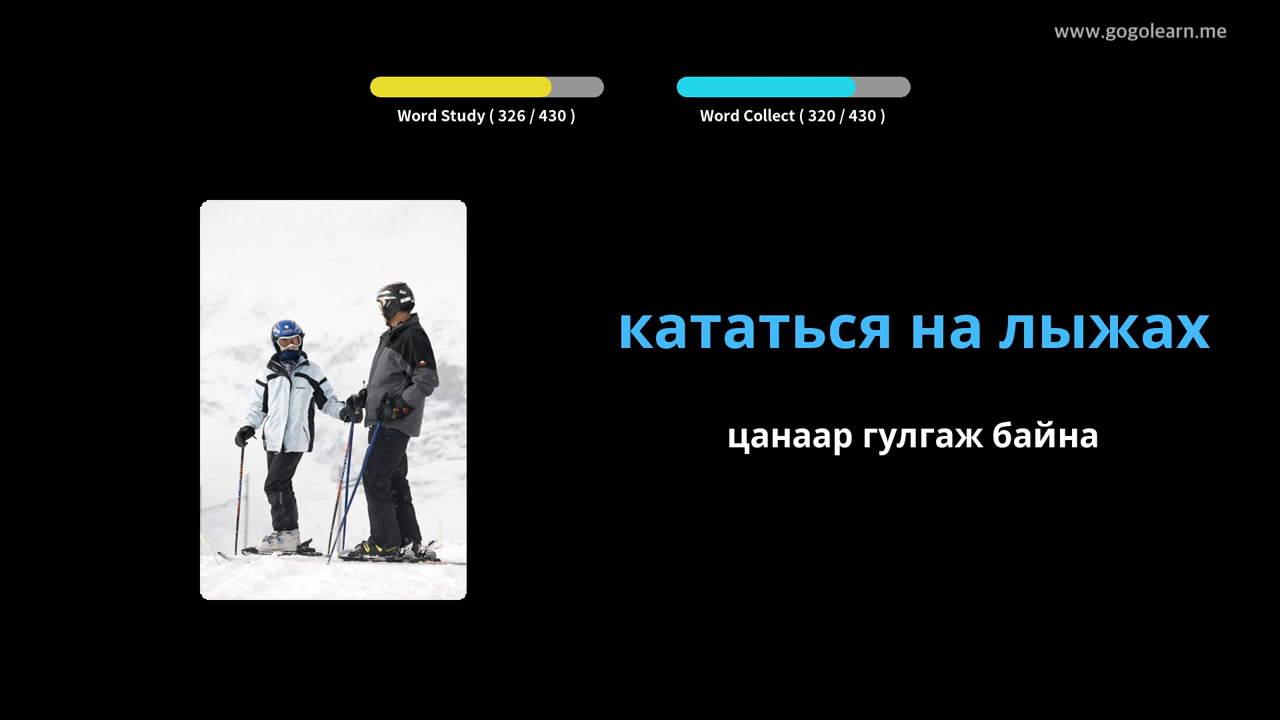 www.gogolearn.me
Word Study ( 326 / 430 )
Word Collect ( 320 / 430 )
кататься на лыжах
цанаар гулгаж байна